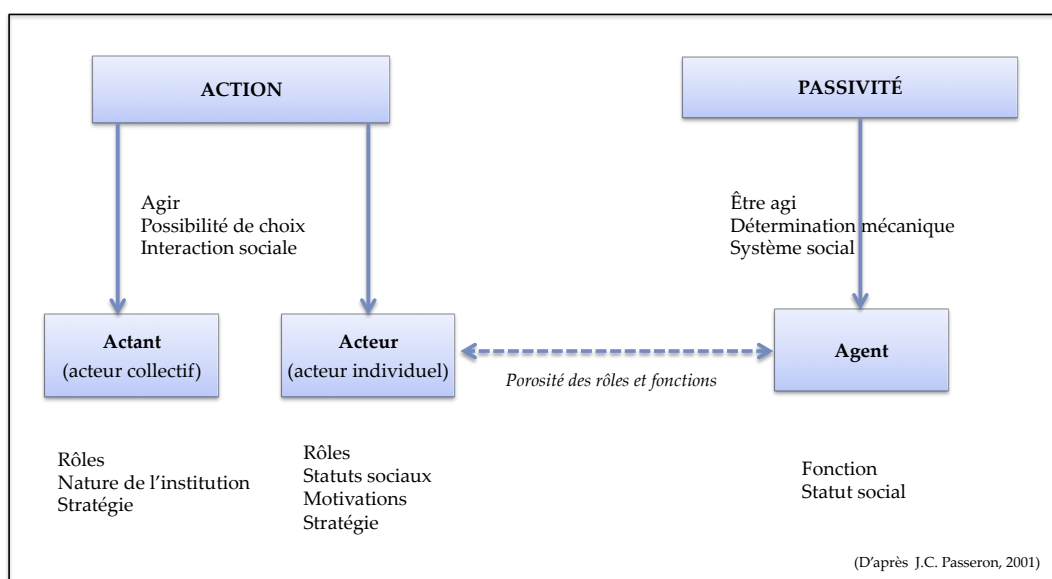 ACTION
PASSIVITÉ
Agir
Possibilité de choix
Interaction sociale
Être agi
Détermination mécanique
Système social
Actant
(acteur collectif)
Acteur
(acteur individuel)
Agent
Porosité des rôles et fonctions
Rôles
Nature de l’institution
Stratégie
Rôles
Statuts sociaux
Motivations
Stratégie
Fonction
Statut social
(D’après J.C. Passeron, 2001)